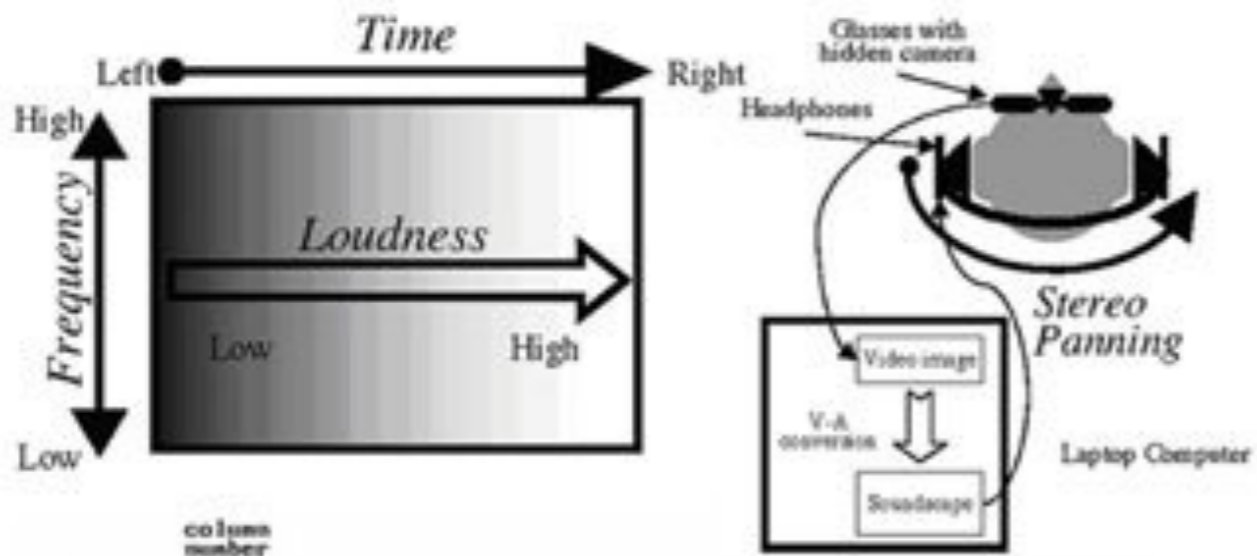 Time
Left
Right
High
Frequency
Loudness
Low
High
Low
column
number
Glasses with
hidden camera
Headphones
Stereo
Panning
Video image
V-A
conversion
Soundscape
Laptop Computer